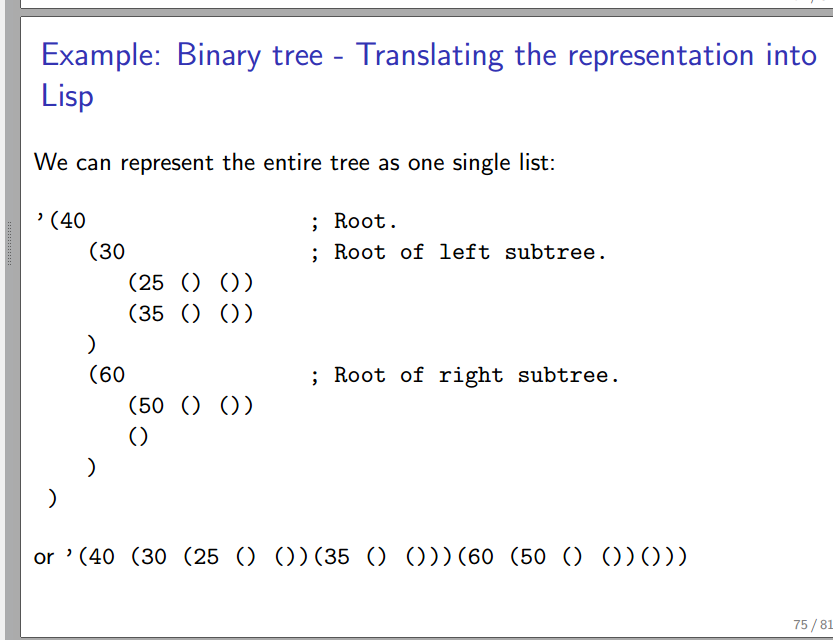 Example: Binary tree - Translating the representation into
Lisp
We can represent the entire tree as one single list:
’(40 ; Root.
(30 ; Root of left subtree.
(25 () ())
(35 () ())
)
(60 ; Root of right subtree.
(50 () ())
()
)
)
or ’(40 (30 (25 () ())(35 () ()))(60 (50 () ())()))
75 / 81